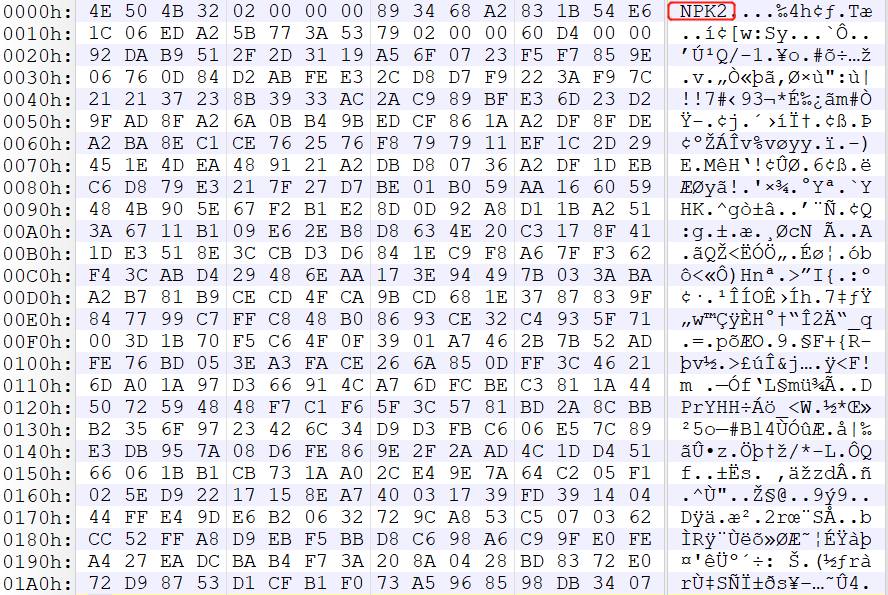 0000h: 4E 50 4B 32 02 00 00 00 89 34 68 A2 83 1B 54 E6 NPK2....‰4h¢ƒ.Tæ
0010h: 1C 06 ED A2 5B 77 3A 53 79 02 00 00 60 D4 00 00 ..í¢[w:Sy...`Ô..
0020h: 92 DA B9 51 2F 2D 31 19 A5 6F 07 23 F5 F7 85 9E ’Ú¹Q/-1.¥o.#õ÷…ž
0030h: 06 76 0D 84 D2 AB FE E3 2C D8 D7 F9 22 3A F9 7C .v.„Ò«þã,Ø×ù":ù|
0040h: 21 21 37 23 8B 39 33 AC 2A C9 89 BF E3 6D 23 D2 !!7#‹93¬*É‰¿ãm#Ò
0050h: 9F AD 8F A2 6A 0B B4 9B ED CF 86 1A A2 DF 8F DE Ÿ-.¢j.´›íÏ†.¢ß.Þ
0060h: A2 BA 8E C1 CE 76 25 76 F8 79 79 11 EF 1C 2D 29 ¢ºŽÁÎv%vøyy.ï.-)
0070h: 45 1E 4D EA 48 91 21 A2 DB D8 07 36 A2 DF 1D EB E.MêH‘!¢ÛØ.6¢ß.ë
0080h: C6 D8 79 E3 21 7F 27 D7 BE 01 B0 59 AA 16 60 59 ÆØyã!.'×¾.°Yª.`Y
0090h: 48 4B 90 5E 67 F2 B1 E2 8D 0D 92 A8 D1 1B A2 51 HK.^gò±â..’¨Ñ.¢Q
00A0h: 3A 67 11 B1 09 E6 2E B8 D8 63 4E 20 C3 17 8F 41 :g.±.æ.¸ØcN Ã..A
00B0h: 1D E3 51 8E 3C CB D3 D6 84 1E C9 F8 A6 7F F3 62 .ãQŽ<ËÓÖ„.Éø¦.ób
00C0h: F4 3C AB D4 29 48 6E AA 17 3E 94 49 7B 03 3A BA ô<«Ô)Hnª.>”I{.:º
00D0h: A2 B7 81 B9 CE CD 4F CA 9B CD 68 1E 37 87 83 9F ¢·.¹ÎÍOÊ›Íh.7‡ƒŸ
00E0h: 84 77 99 C7 FF C8 48 B0 86 93 CE 32 C4 93 5F 71 „w™ÇÿÈH°†“Î2Ä“_q
00F0h: 00 3D 1B 70 F5 C6 4F 0F 39 01 A7 46 2B 7B 52 AD .=.põÆO.9.§F+{R-
0100h: FE 76 BD 05 3E A3 FA CE 26 6A 85 0D FF 3C 46 21 þv½.>£úÎ&j….ÿ<F!
0110h: 6D A0 1A 97 D3 66 91 4C A7 6D FC BE C3 81 1A 44 m .—Óf‘L§mü¾Ã..D
0120h: 50 72 59 48 48 F7 C1 F6 5F 3C 57 81 BD 2A 8C BB PrYHH÷Áö_<W.½*Œ»
0130h: B2 35 6F 97 23 42 6C 34 D9 D3 FB C6 06 E5 7C 89 ²5o—#Bl4ÙÓûÆ.å|‰
0140h: E3 DB 95 7A 08 D6 FE 86 9E 2F 2A AD 4C 1D D4 51 ãÛ•z.Öþ†ž/*-L.ÔQ
0150h: 66 06 1B B1 CB 73 1A A0 2C E4 9E 7A 64 C2 05 F1 f..±Ës. ,äžzdÂ.ñ
0160h: 02 5E D9 22 17 15 8E A7 40 03 17 39 FD 39 14 04 .^Ù"..Ž§@..9ý9..
0170h: 44 FF E4 9D E6 B2 06 32 72 9C A8 53 C5 07 03 62 Dÿä.æ².2rœ¨SÅ..b
0180h: CC 52 FF A8 D9 EB F5 BB D8 C6 98 A6 C9 9F E0 FE ÌRÿ¨Ùëõ»ØÆ˜¦ÉŸàþ
0190h: A4 27 EA DC BA B4 F7 3A 20 8A 04 28 BD 83 72 E0 ¤'êÜº´÷: Š.(½ƒrà
01A0h: 72 D9 87 53 D1 CF B1 F0 73 A5 96 85 98 DB 34 07 rÙ‡SÑÏ±ðs¥–…˜Û4.